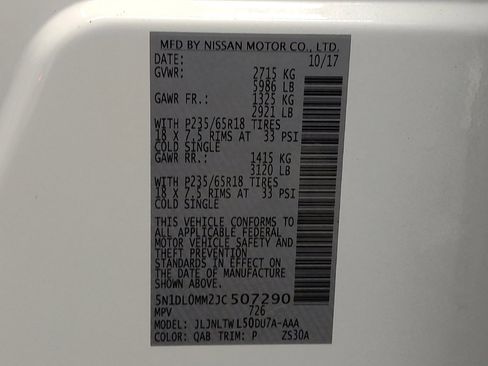 MFD BY NISSAN MOTOR CO., LTD.
DATE: 10/17
GVWR: 2715 KG
5986 LB
GAWR FR.: 1325 KG
2921 LB
WITH P235/65R18 TIRES
18 X 7.5 RIMS AT 33 PSI
COLD SINGLE
GAWR RR.: 1415 KG
3120 LB
WITH P235/65R18 TIRES
18 X 7.5 RIMS AT 33 PSI
COLD SINGLE
THIS VEHICLE CONFORMS TO
ALL APPLICABLE FEDERAL
MOTOR VEHICLE SAFETY AND
THEFT PREVENTION
STANDARDS IN EFFECT ON
THE DATE OF MANUFACTURE
SHOWN ABOVE.
5N1DL0MM2JC507290
MPV 726
MODEL: JLJNLTW L50DU7A-AAA
COLOR: QAB TRIM: P ZS30A